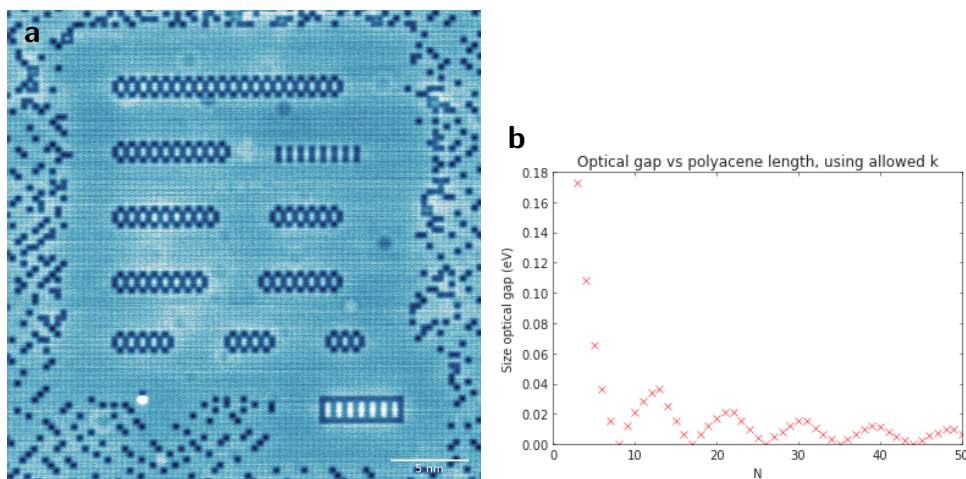 a
5 nm
b
Optical gap vs polyacene length, using allowed k
0.18
0.16
0.14
0.12
0.10
0.08
0.06
0.04
0.02
0.00
Size optical gap (eV)
0 10 20 30 40 50
N